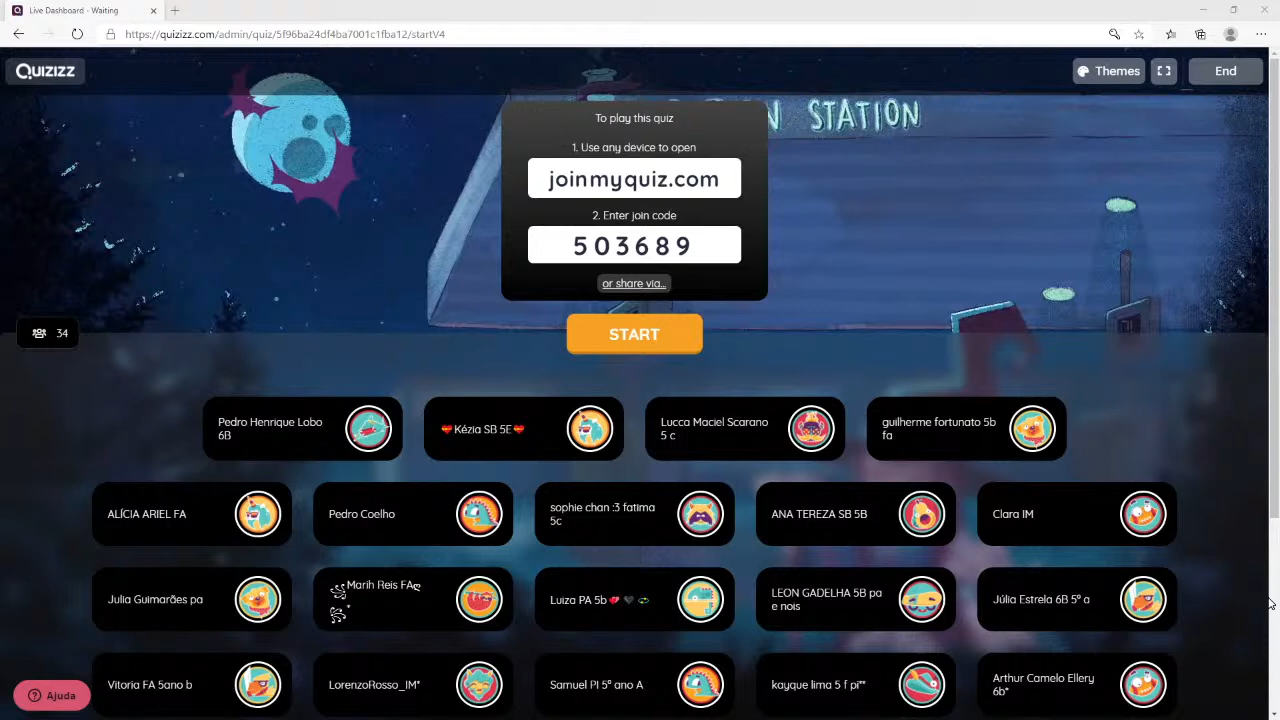 Live Dashboard - Waiting
https://quizizz.com/admin/quiz/5f96ba24df4ba7001c1fba12/startV4
Quizizz
Themes
End
To play this quiz
STATION
1. Use any device to open
joinmyquiz.com
2. Enter join code
503689
or share via...
34
START
Pedro Henrique Lobo
6B
❤️Kézia SB 5E❤️
Lucca Maciel Scarano
5 c
guilherme fortunato 5b
fa
ALÍCIA ARIEL FA
Pedro Coelho
sophie chan :3 fatima
5c
ANA TEREZA SB 5B
Clara IM
Julia Guimarães pa
꧁Marih Reis FAღ
꧂*
Luiza PA 5b
LEON GADELHA 5B pa
e nois
Júlia Estrela 6B 5º a
Vitoria FA 5ano b
LorenzoRosso_IM*
Samuel PI 5º ano A
kayque lima 5 f pi**
Arthur Camelo Ellery
6b*
Ajuda